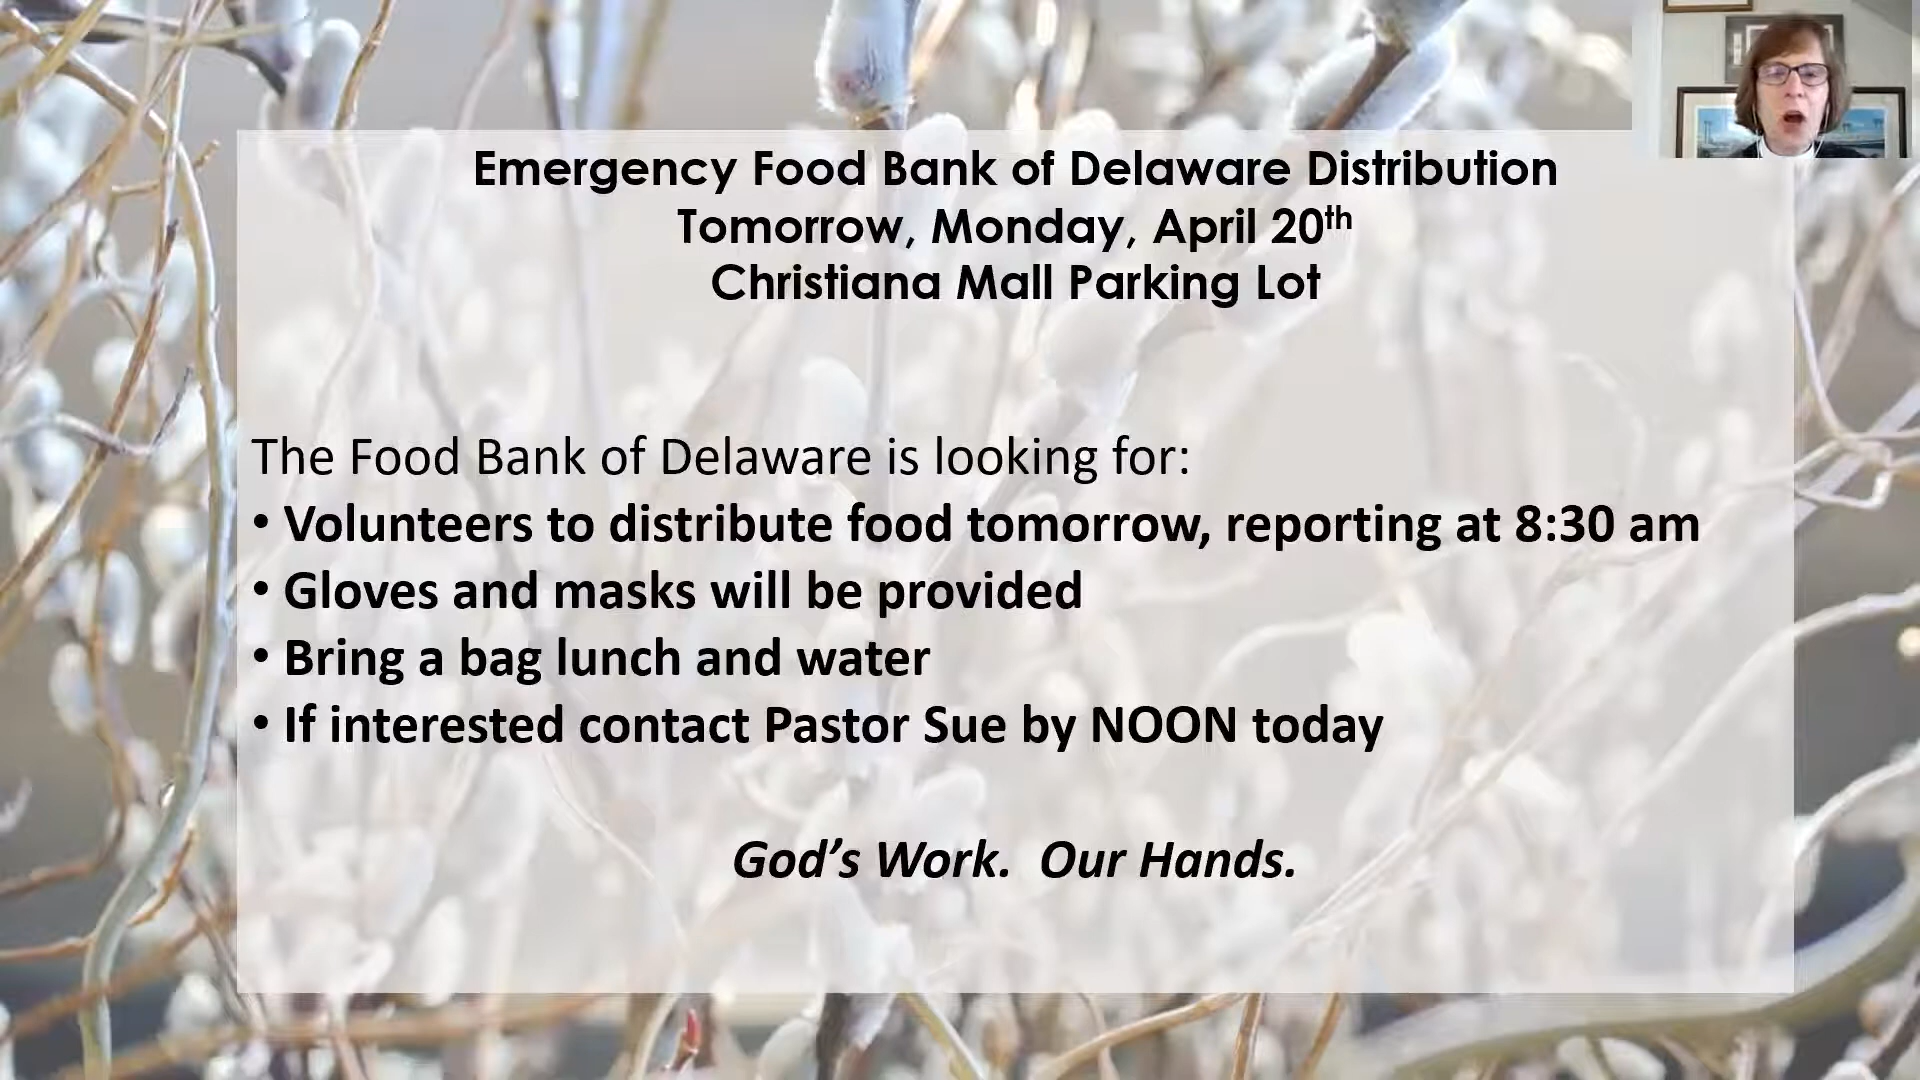 Emergency Food Bank of Delaware Distribution
Tomorrow, Monday, April 20th
Christiana Mall Parking Lot
The Food Bank of Delaware is looking for:
• Volunteers to distribute food tomorrow, reporting at 8:30 am
• Gloves and masks will be provided
• Bring a bag lunch and water
• If interested contact Pastor Sue by NOON today
God’s Work.  Our Hands.